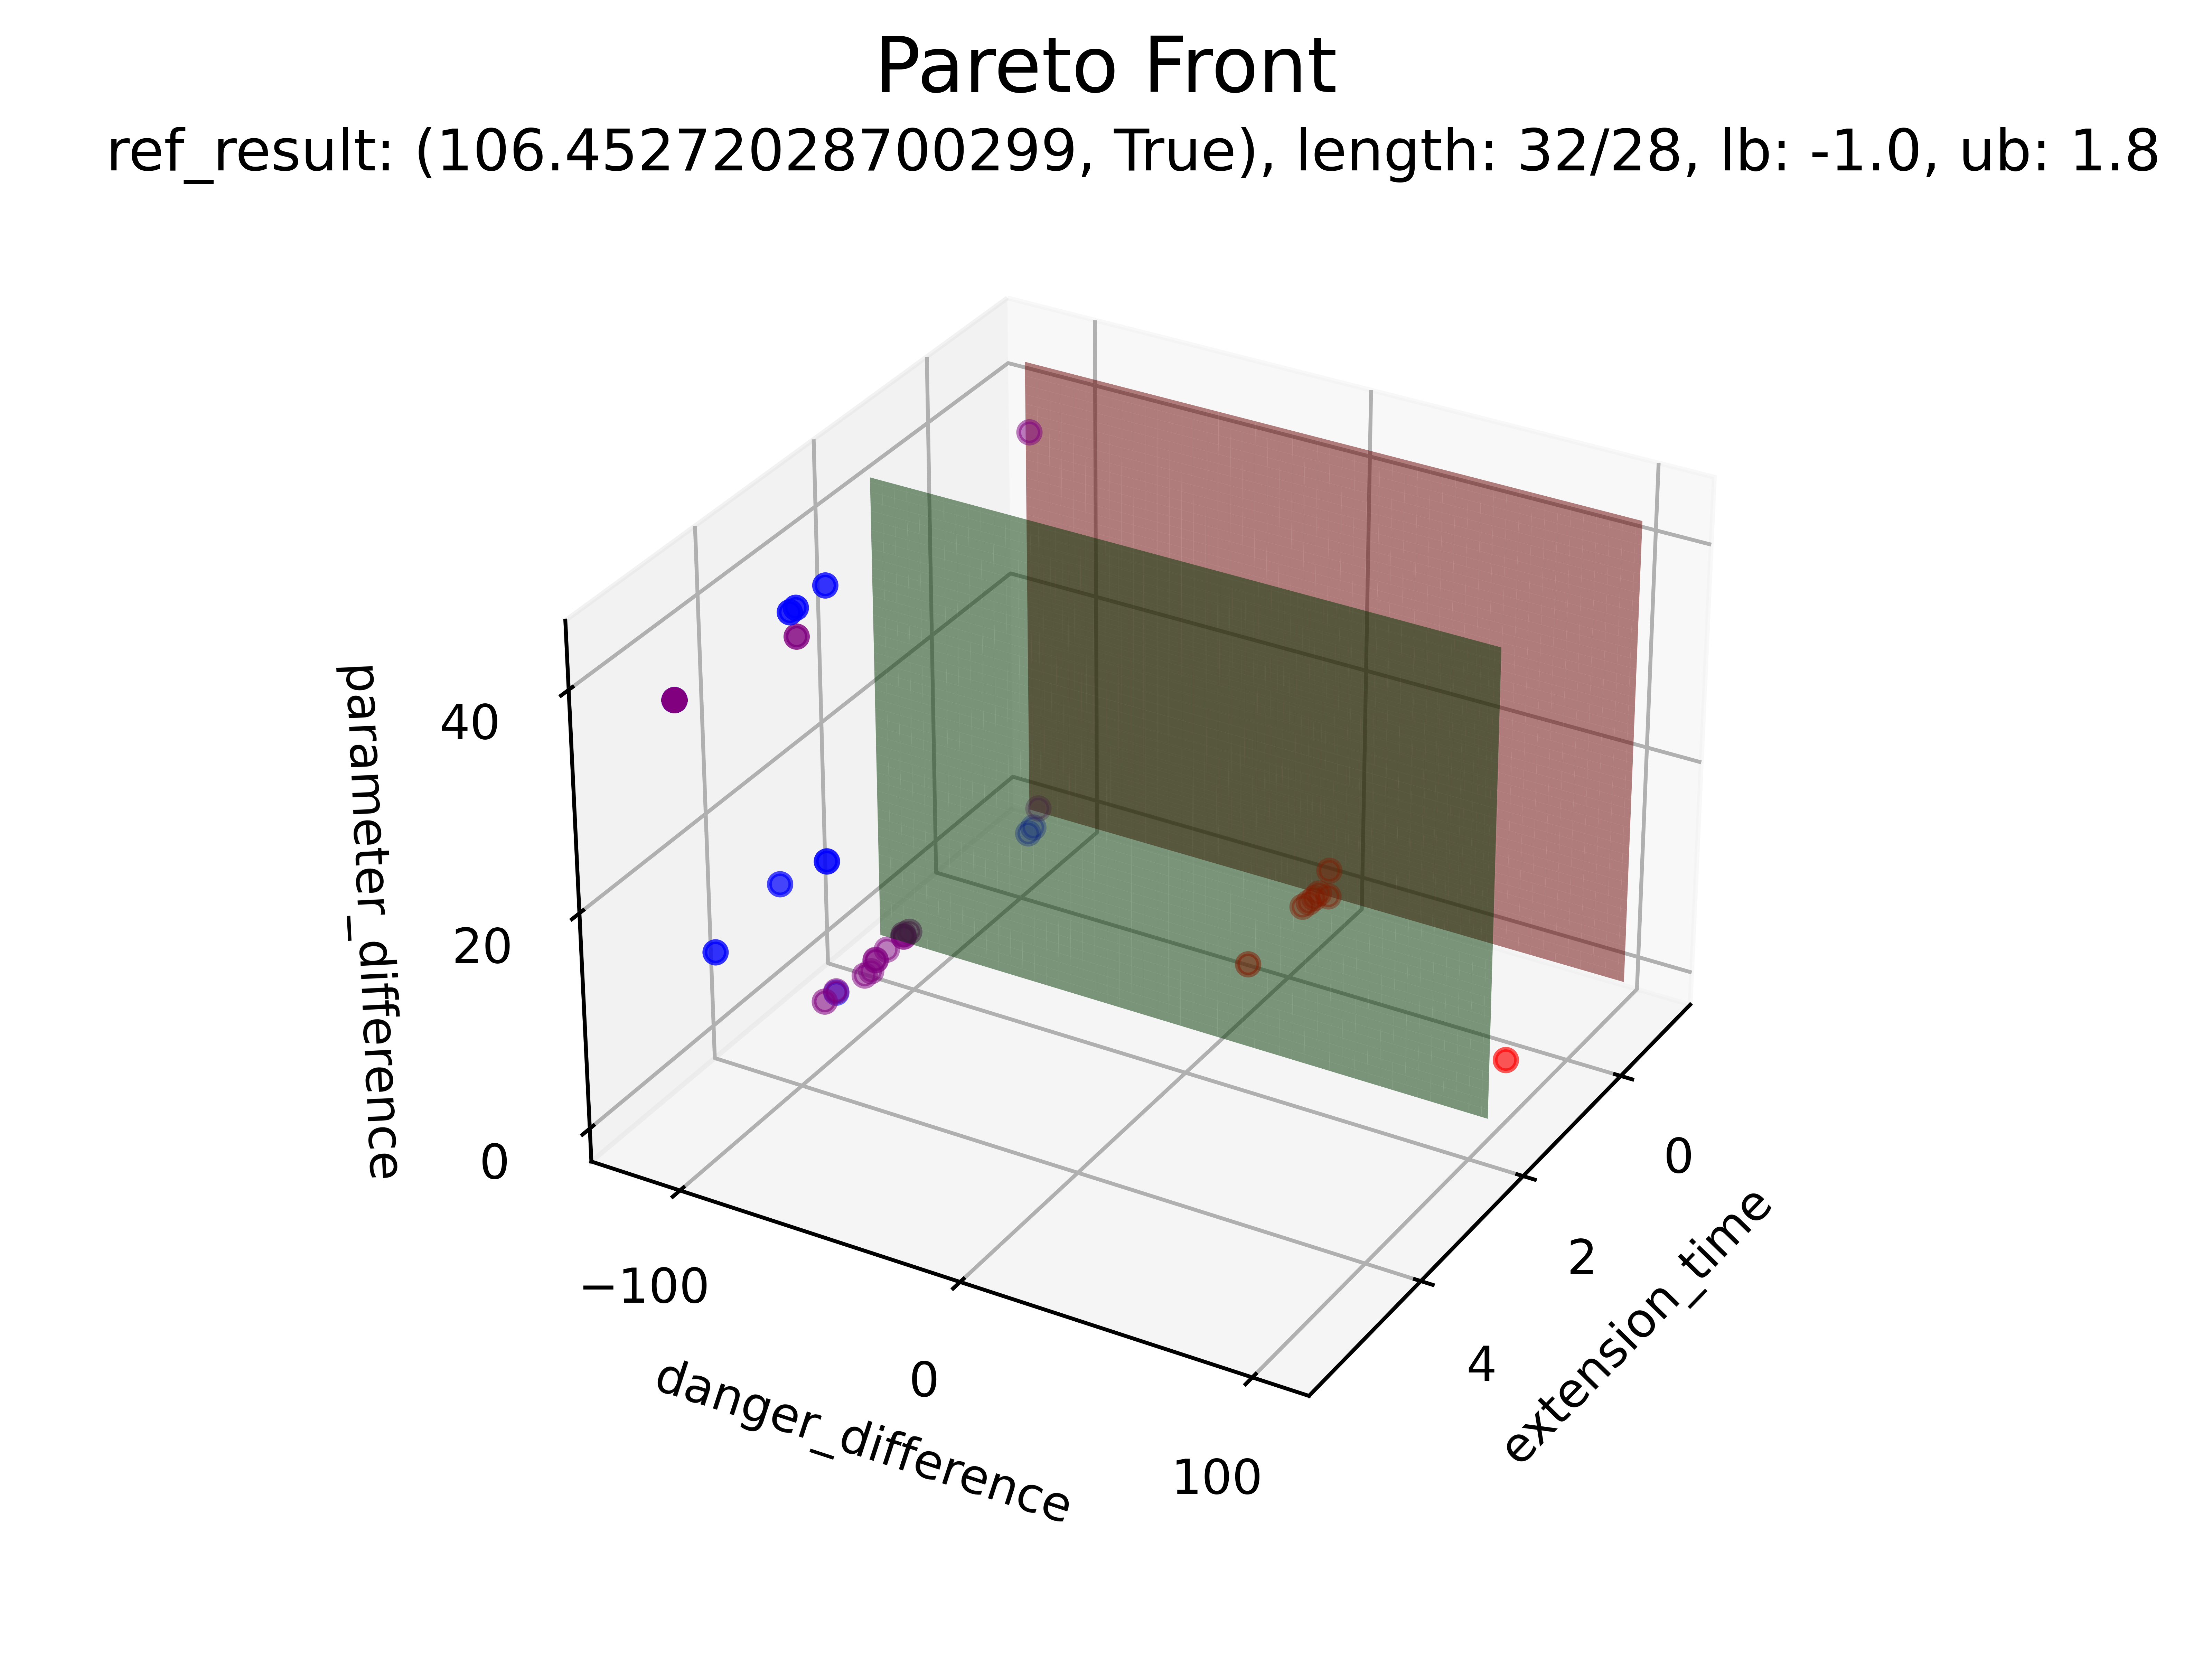 Pareto Front
ref_result: (106.45272028700299, True), length: 32/28, lb: -1.0, ub: 1.8
parameter_difference
40
20
0
−100
0
100
danger_difference
0
2
4
extension_time